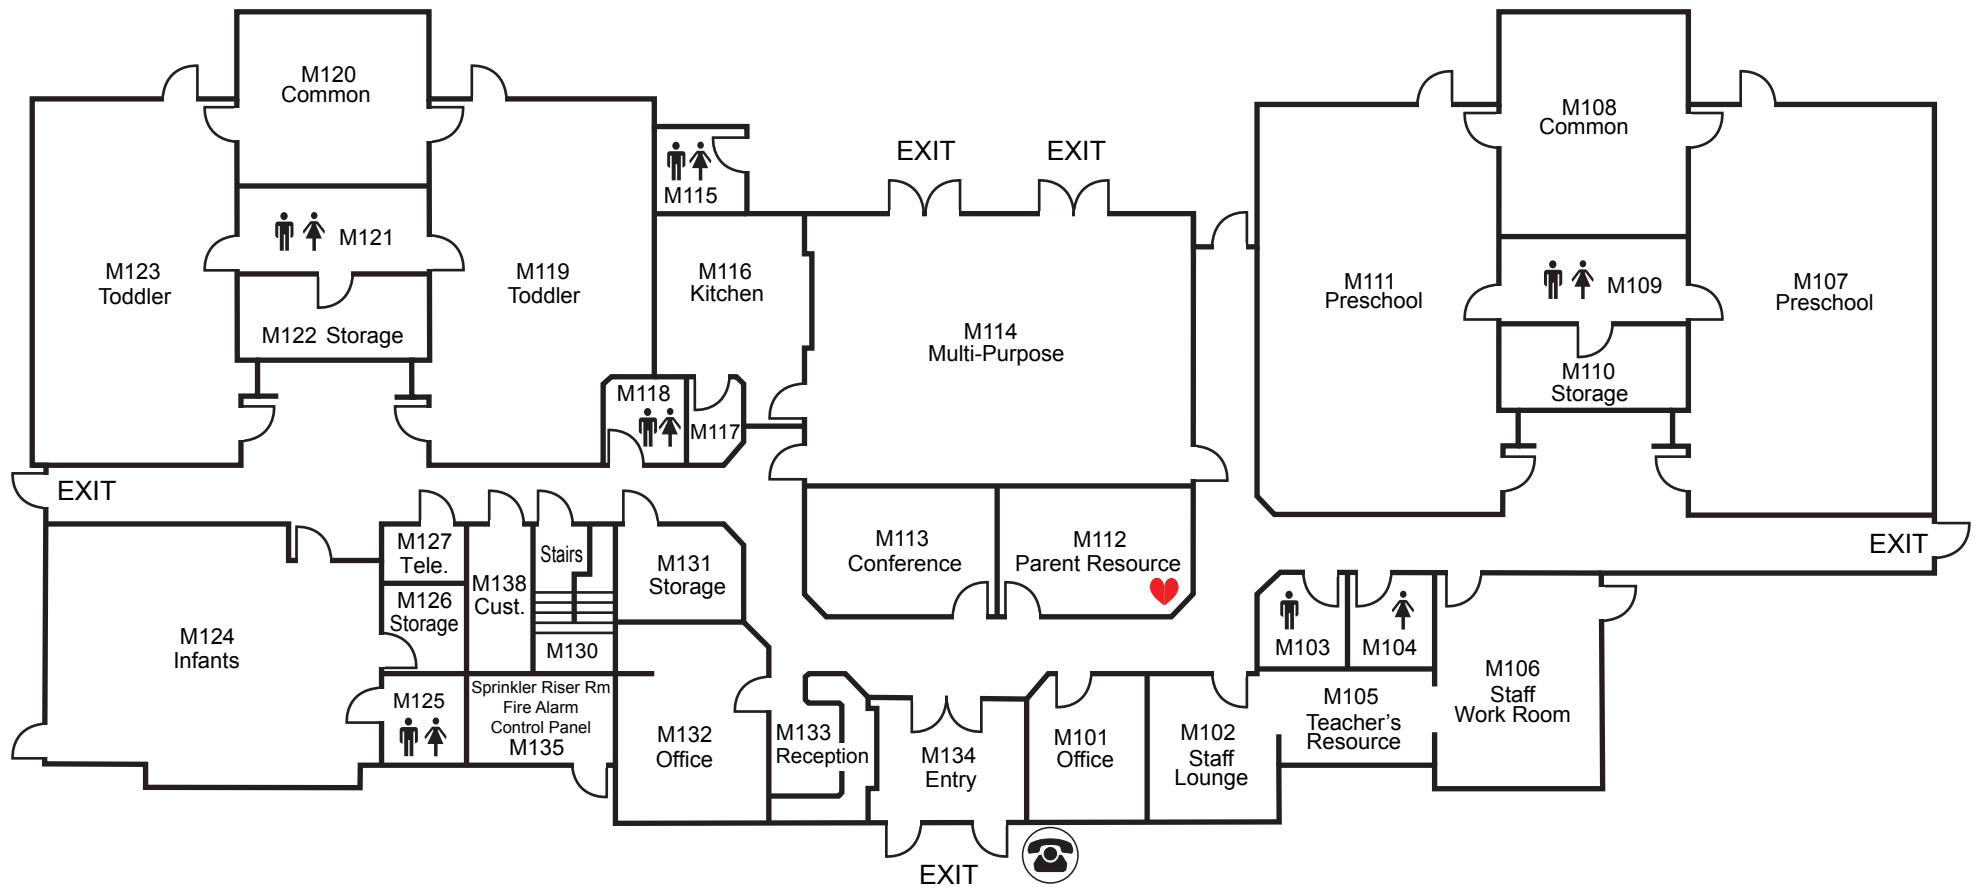 M120
Common
M108
Common
EXIT
EXIT
M115
M121
M123
Toddler
M119
Toddler
M116
Kitchen
M122 Storage
M114
Multi-Purpose
M111
Preschool
M109
M107
Preschool
M110
Storage
M118
M117
EXIT
M127
Tele.
M126
Storage
M138
Cust.
Stairs
M130
M131
Storage
M113
Conference
M112
Parent Resource
EXIT
M124
Infants
M125
Sprinkler Riser Rm
Fire Alarm
Control Panel
M135
M132
Office
M133
Reception
M134
Entry
M101
Office
M102
Staff
Lounge
M103
M104
M105
Teacher's
Resource
M106
Staff
Work Room
EXIT